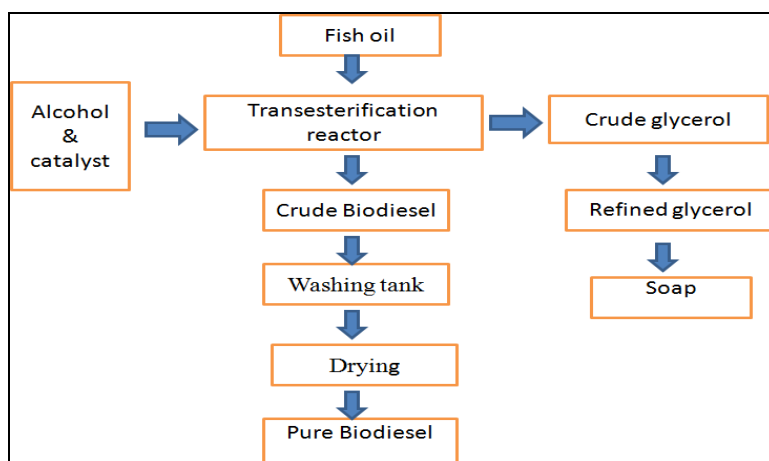 Fish oil
Alcohol
&
catalyst
Transesterification
reactor
Crude glycerol
Crude Biodiesel
Refined glycerol
Washing tank
Soap
Drying
Pure Biodiesel